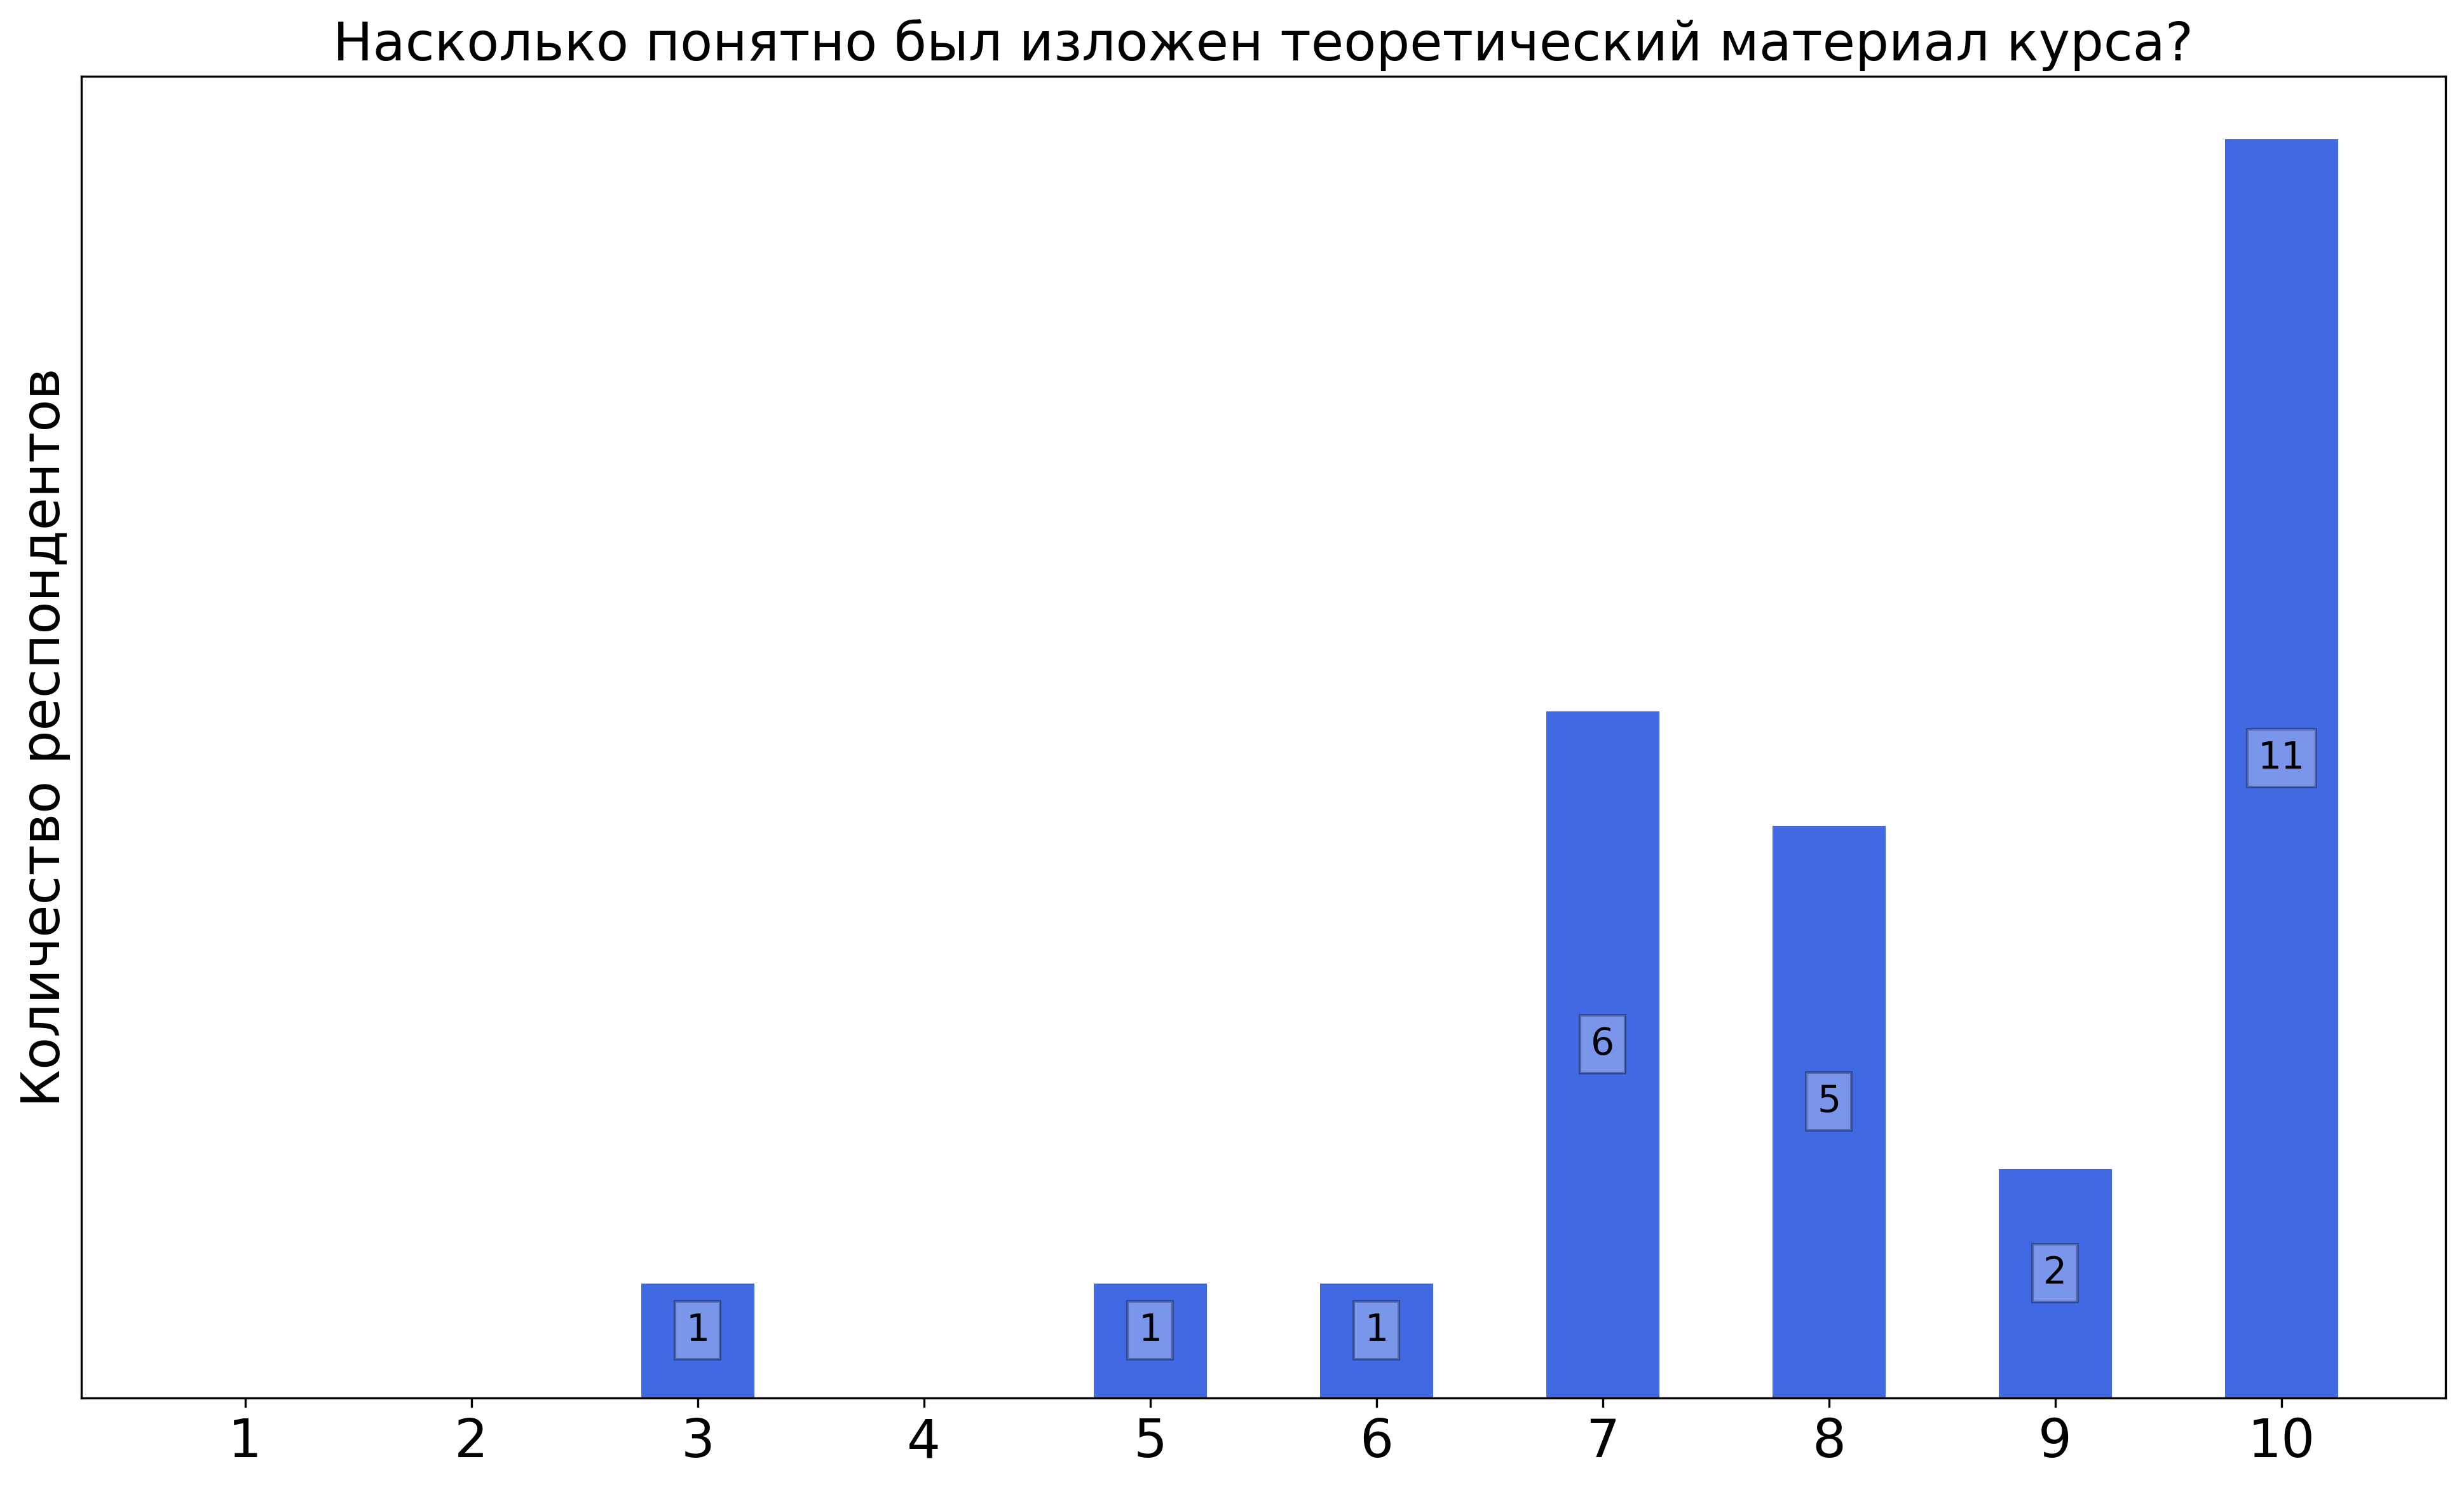 Насколько понятно был изложен теоретический материал курса?
Количество респондентов
11
6
5
2
1 1 1
1 2 3 4 5 6 7 8 9 10